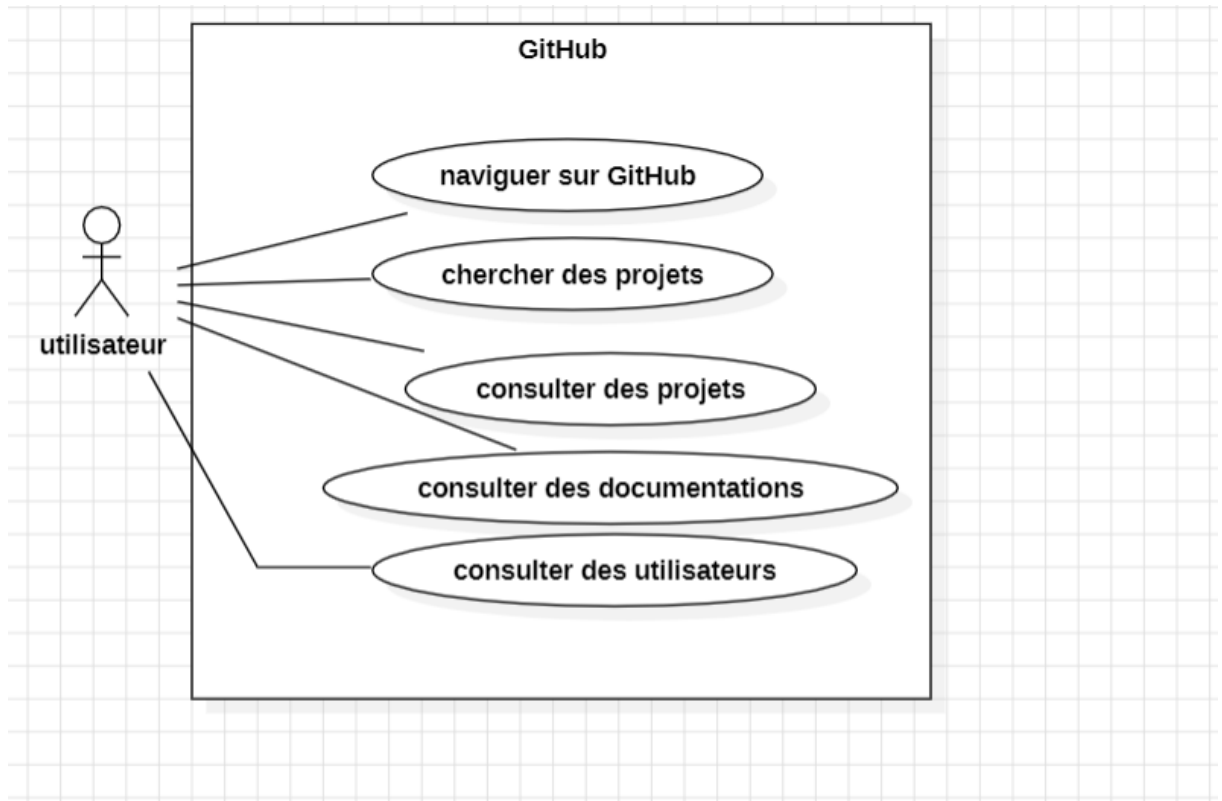 GitHub
naviguer sur GitHub
chercher des projets
utilisateur
consulter des projets
consulter des documentations
consulter des utilisateurs